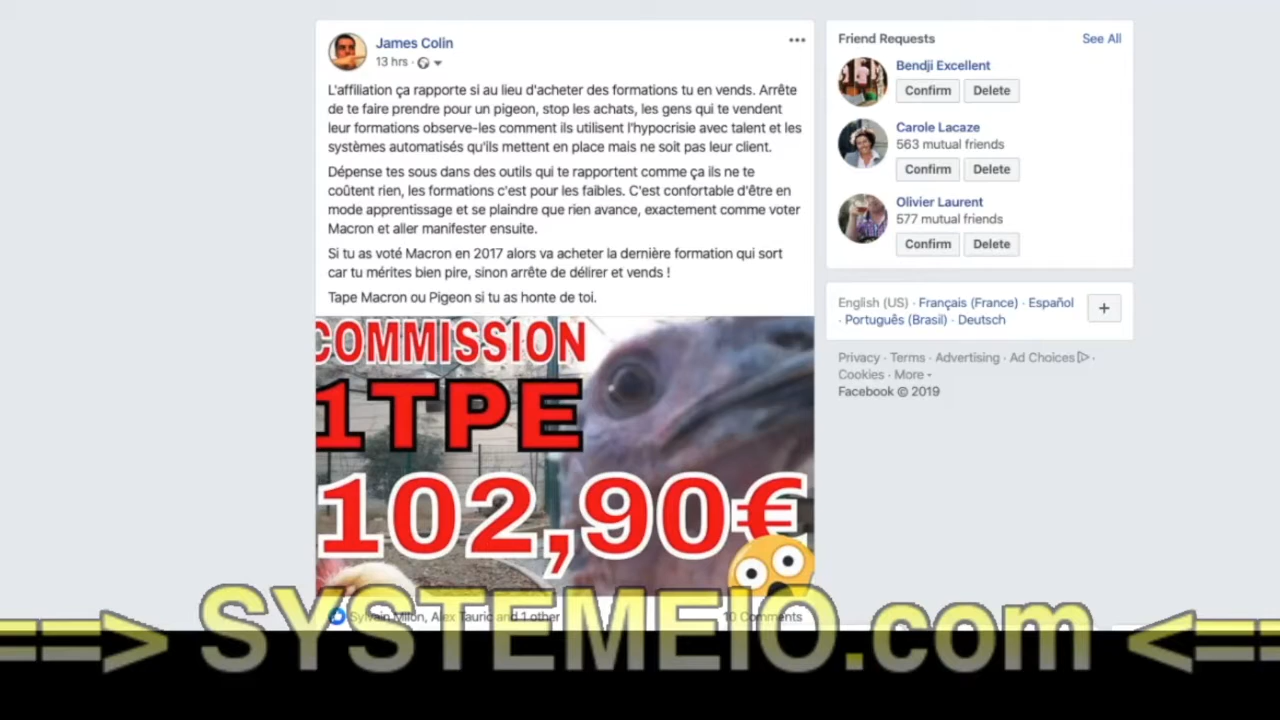 James Colin
13 hrs ·
L'affiliation ça rapporte si au lieu d'acheter des formations tu en vends. Arrête
de te faire prendre pour un pigeon, stop les achats, les gens qui te vendent
leur formations observe-les comment ils utilisent l'hypocrisie avec talent et les
systèmes automatisés qu'ils mettent en place mais ne soit pas leur client.
Dépense tes sous dans des outils qui te rapportent comme ça ils ne te
coûtent rien, les formations c'est pour les faibles. C'est confortable d'être en
mode apprentissage et se plaindre que rien avance, exactement comme voter
Macron et aller manifester ensuite.
Si tu as voté Macron en 2017 alors va acheter la dernière formation qui sort
car tu mérites bien pire, sinon arrête de délirer et vends !
Tape Macron ou Pigeon si tu as honte de toi.
COMMISSION
1TPE
102,90€
Sylvain Milon, Alex Tauric and 1 other
10 Comments
==> SYSTEMEIO.com <==
Friend Requests
See All
Bendji Excellent
Confirm
Delete
Carole Lacaze
563 mutual friends
Confirm
Delete
Olivier Laurent
577 mutual friends
Confirm
Delete
English (US) · Français (France) · Español
· Português (Brasil) · Deutsch
+
Privacy · Terms · Advertising · Ad Choices ·
Cookies · More
Facebook © 2019